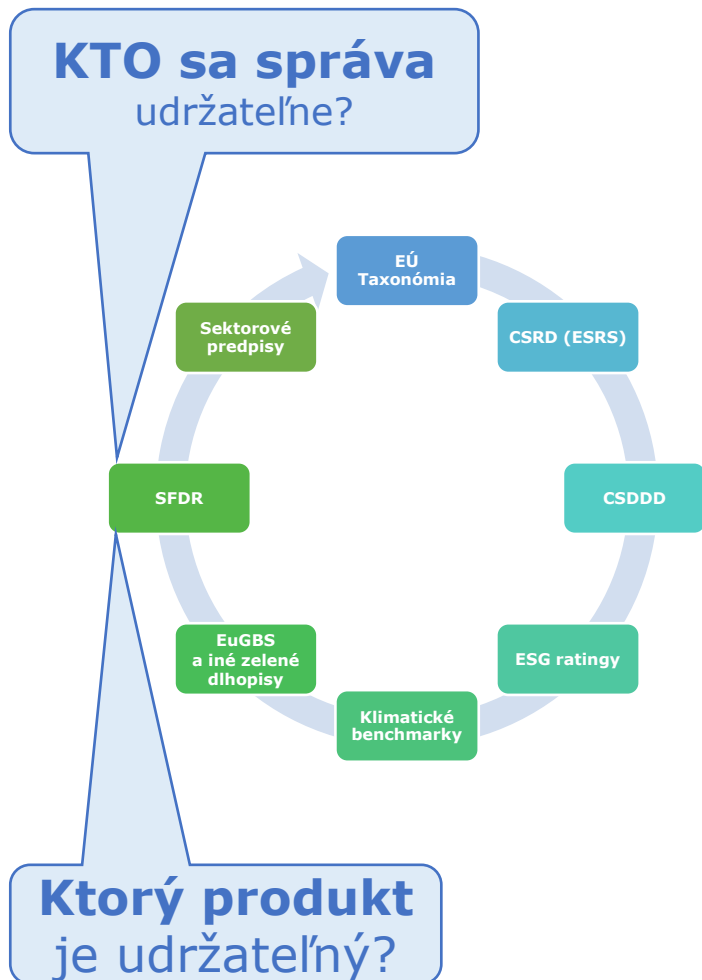 KTO sa správa
udržateľne?
EÚ
Taxonómia
CSRD (ESRS)
CSDDD
ESG ratingy
Klimatické
benchmarky
EuGBS
a iné zelené
dlhopisy
SFDR
Sektorové
predpisy
Ktorý produkt
je udržateľný?